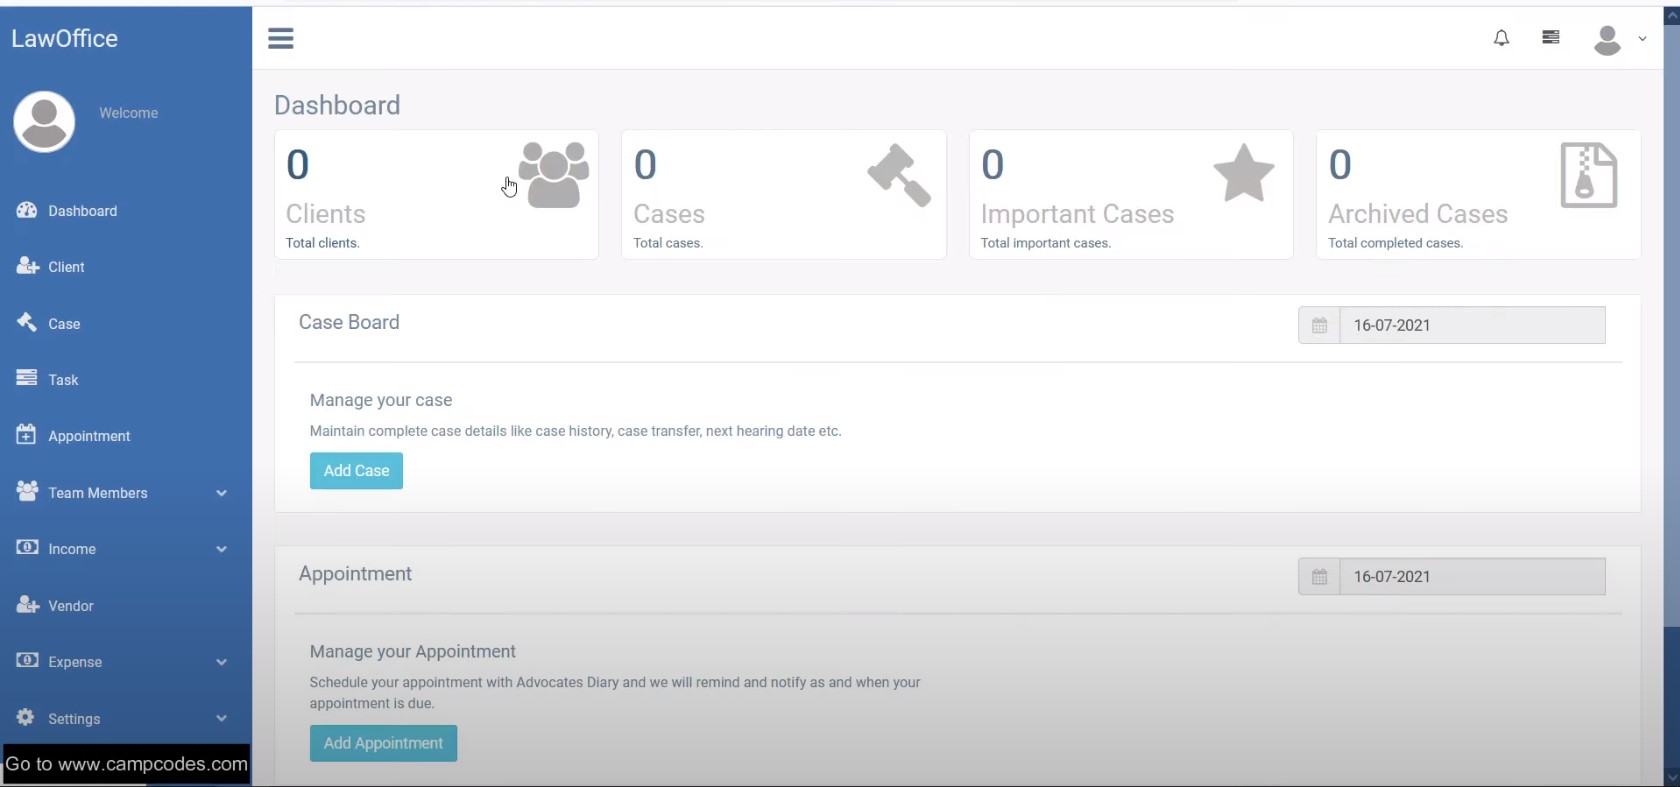 LawOffice
Welcome
Dashboard
Client
Case
Task
Appointment
Team Members
Income
Vendor
Expense
Settings
Go to www.campcodes.com
Dashboard
0
Clients
Total clients.
0
Cases
Total cases.
0
Important Cases
Total important cases.
0
Archived Cases
Total completed cases.
Case Board
16-07-2021
Manage your case
Maintain complete case details like case history, case transfer, next hearing date etc.
Add Case
Appointment
16-07-2021
Manage your Appointment
Schedule your appointment with Advocates Diary and we will remind and notify as and when your
appointment is due.
Add Appointment